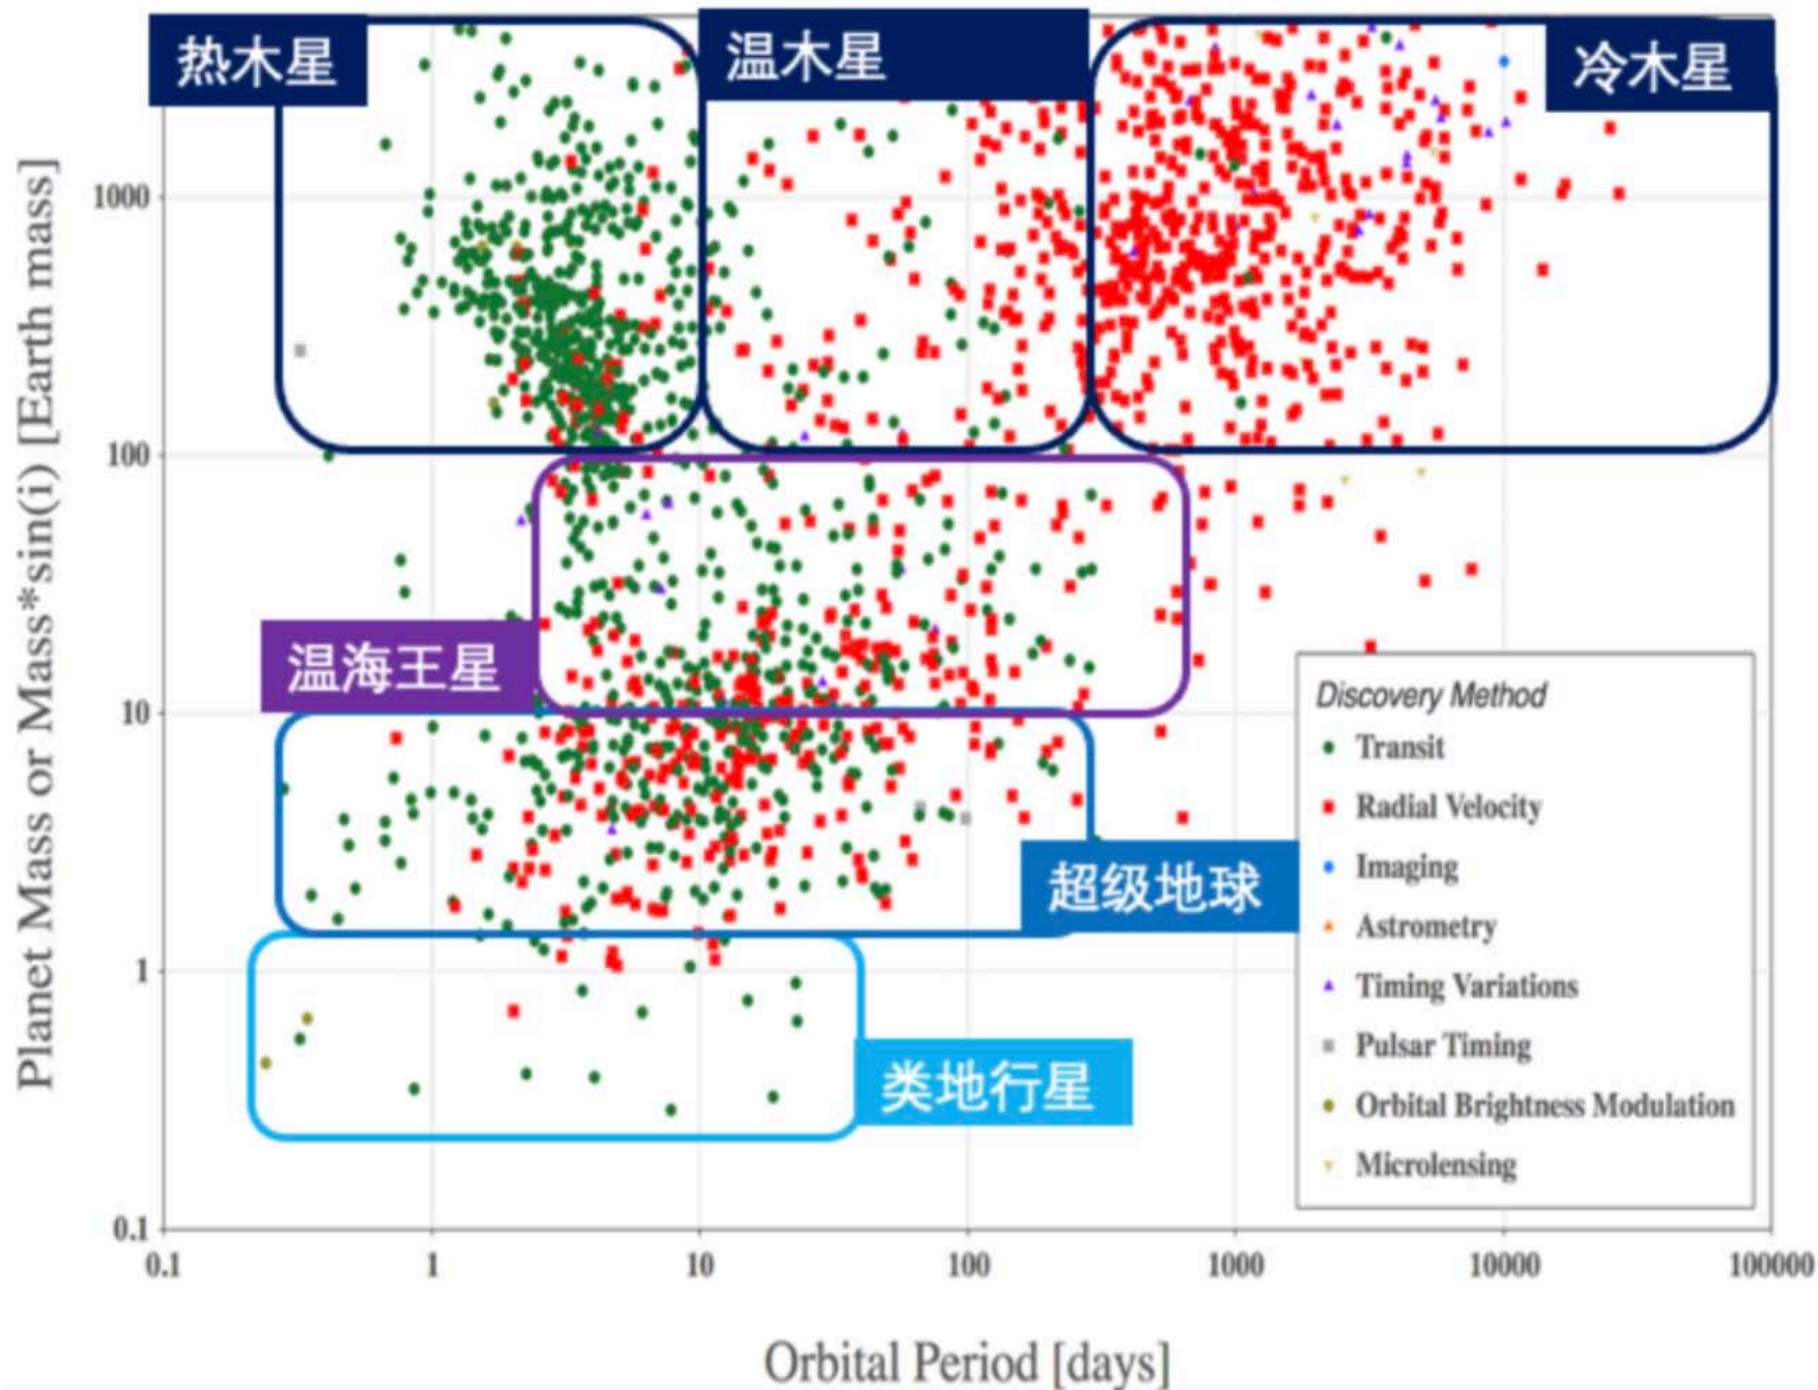 热木星
温木星
冷木星
Planet Mass or Mass*sin(i) [Earth mass]
1000
100
10
1
0.1
温海王星
超级地球
类地行星
Discovery Method
Transit
Radial Velocity
Imaging
Astrometry
Timing Variations
Pulsar Timing
Orbital Brightness Modulation
Microlensing
0.1 1 10 100 1000 10000 100000
Orbital Period [days]